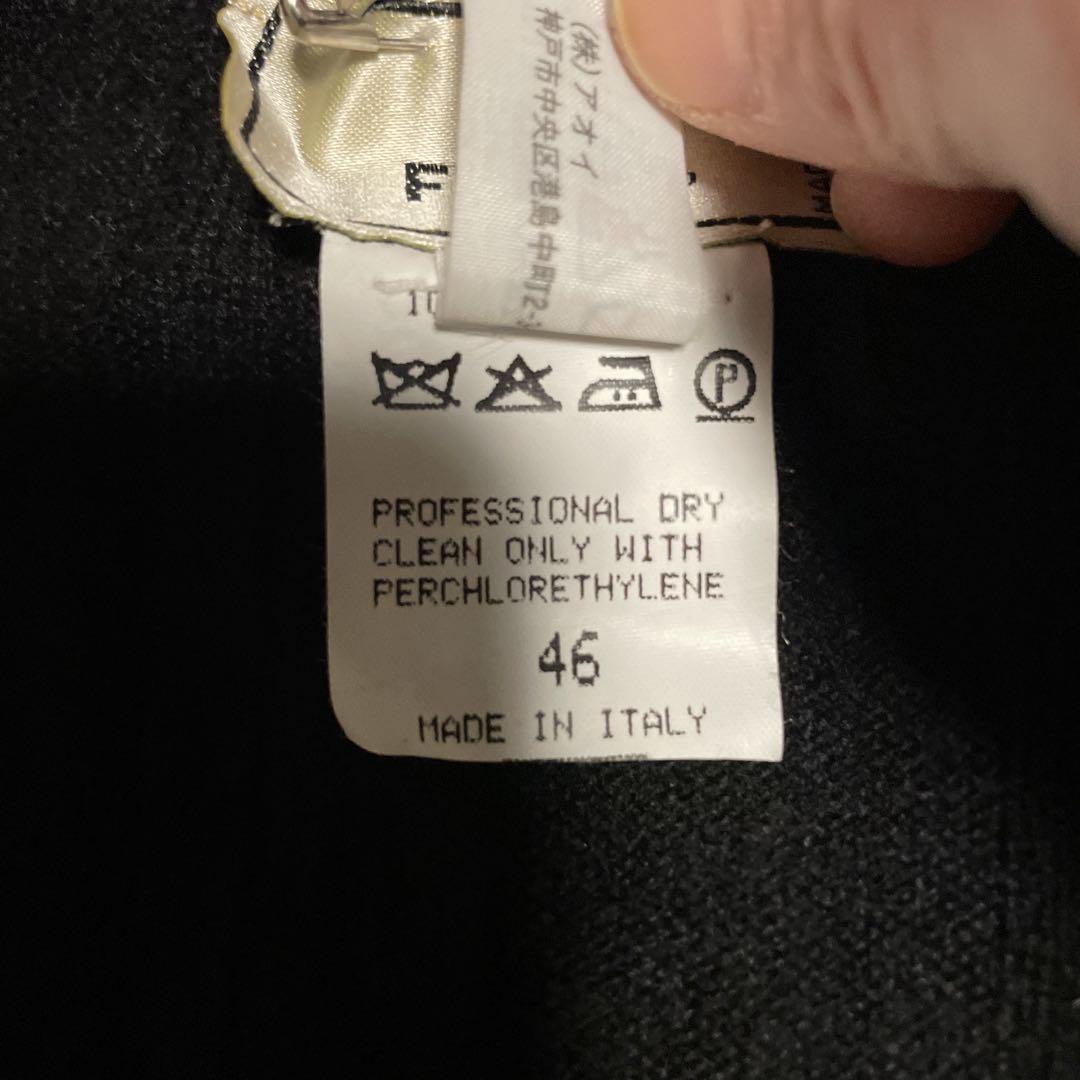 (株)アオイ
神戸市中央区港島中町2-
10
P
PROFESSIONAL DRY
CLEAN ONLY WITH
PERCHLORETHYLENE
46
MADE IN ITALY